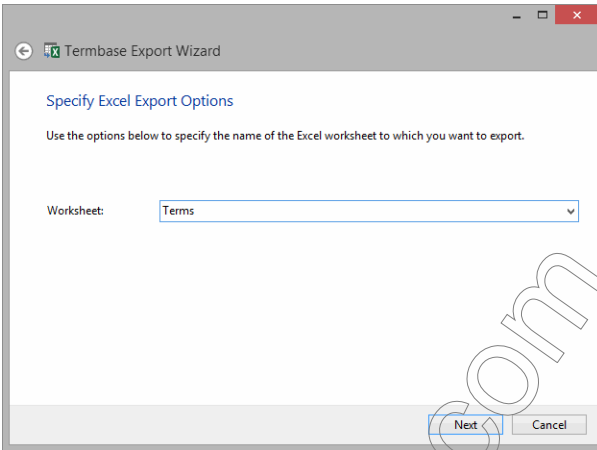 Termbase Export Wizard
Specify Excel Export Options
Use the options below to specify the name of the Excel worksheet to which you want to export.
Worksheet: Terms
Next Cancel
com